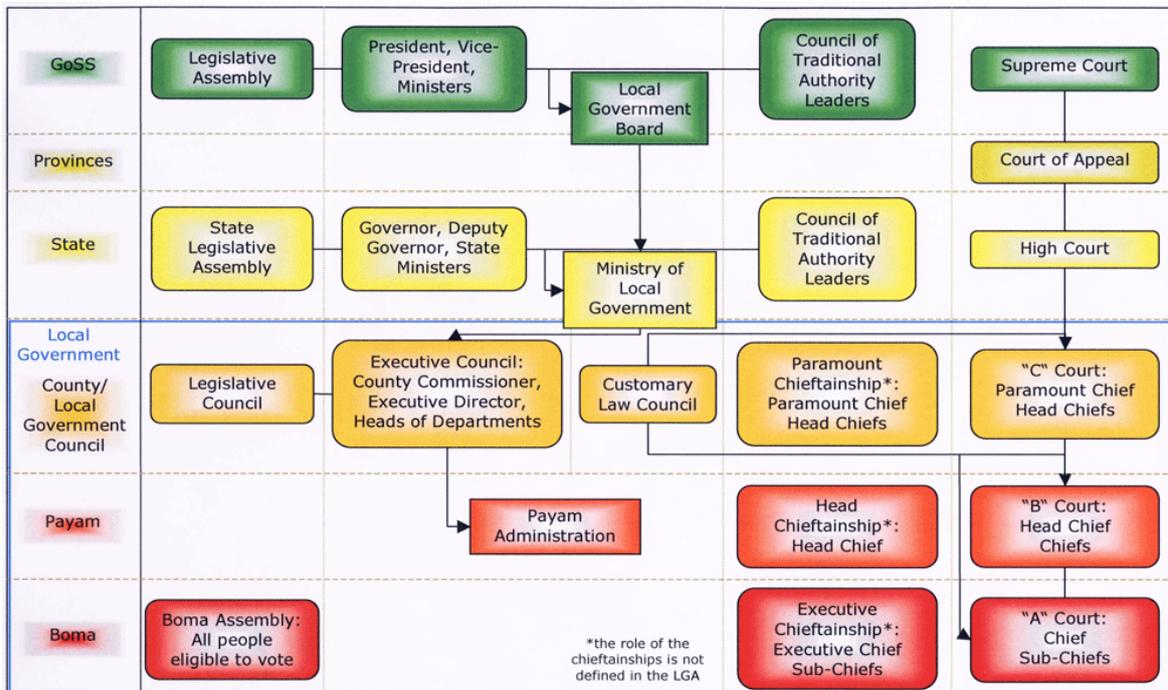 GoSS
Legislative
Assembly
President, Vice-
President,
Ministers
Local
Government
Board
Council of
Traditional
Authority
Leaders
Supreme Court
Provinces
Court of Appeal
State
State
Legislative
Assembly
Governor, Deputy
Governor, State
Ministers
Ministry of
Local
Government
Council of
Traditional
Authority
Leaders
High Court
Local
Government
County/
Local
Government
Council
Legislative
Council
Executive Council:
County Commissioner,
Executive Director,
Heads of Departments
Customary
Law Council
Paramount
Chieftainship*:
Paramount Chief
Head Chiefs
"C" Court:
Paramount Chief
Head Chiefs
Payam
Payam
Administration
Head
Chieftainship*:
Head Chief
"B" Court:
Head Chief
Chiefs
Boma
Boma Assembly:
All people
eligible to vote
*the role of the
chieftainships is not
defined in the LGA
Executive
Chieftainship*:
Executive Chief
Sub-Chiefs
"A" Court:
Chief
Sub-Chiefs